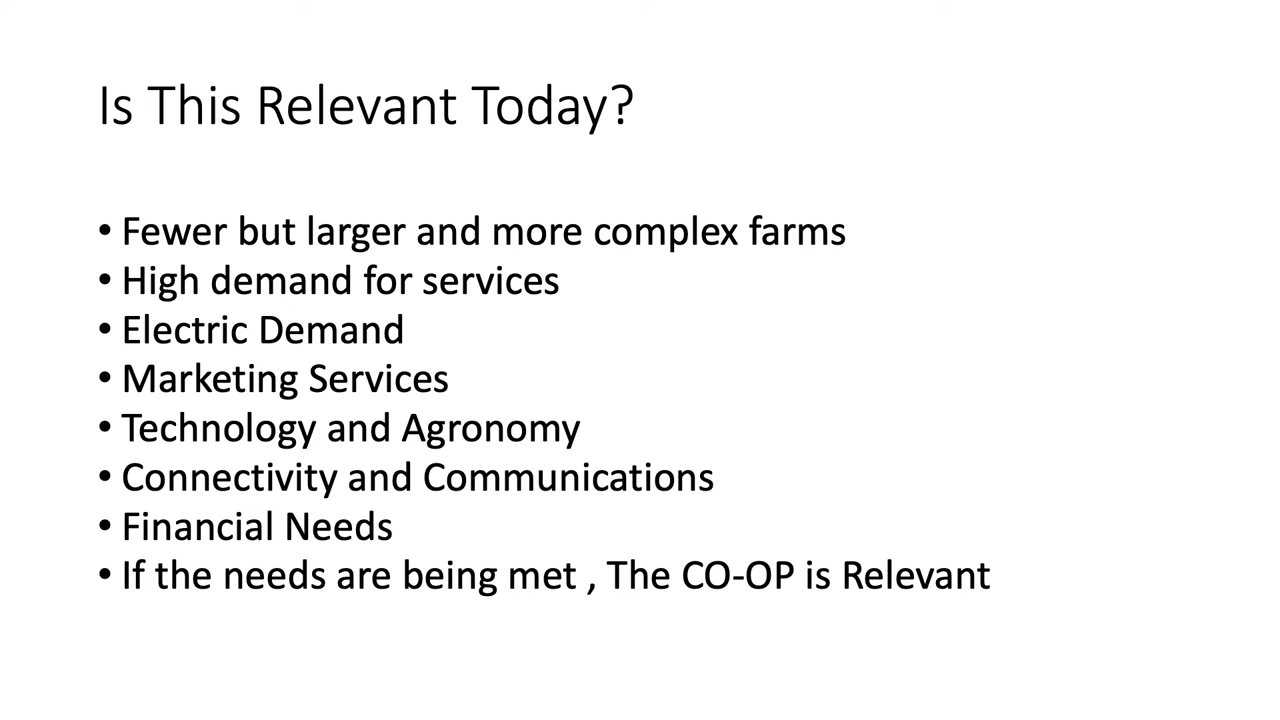 Is This Relevant Today?
• Fewer but larger and more complex farms
• High demand for services
• Electric Demand
• Marketing Services
• Technology and Agronomy
• Connectivity and Communications
• Financial Needs
• If the needs are being met , The CO-OP is Relevant